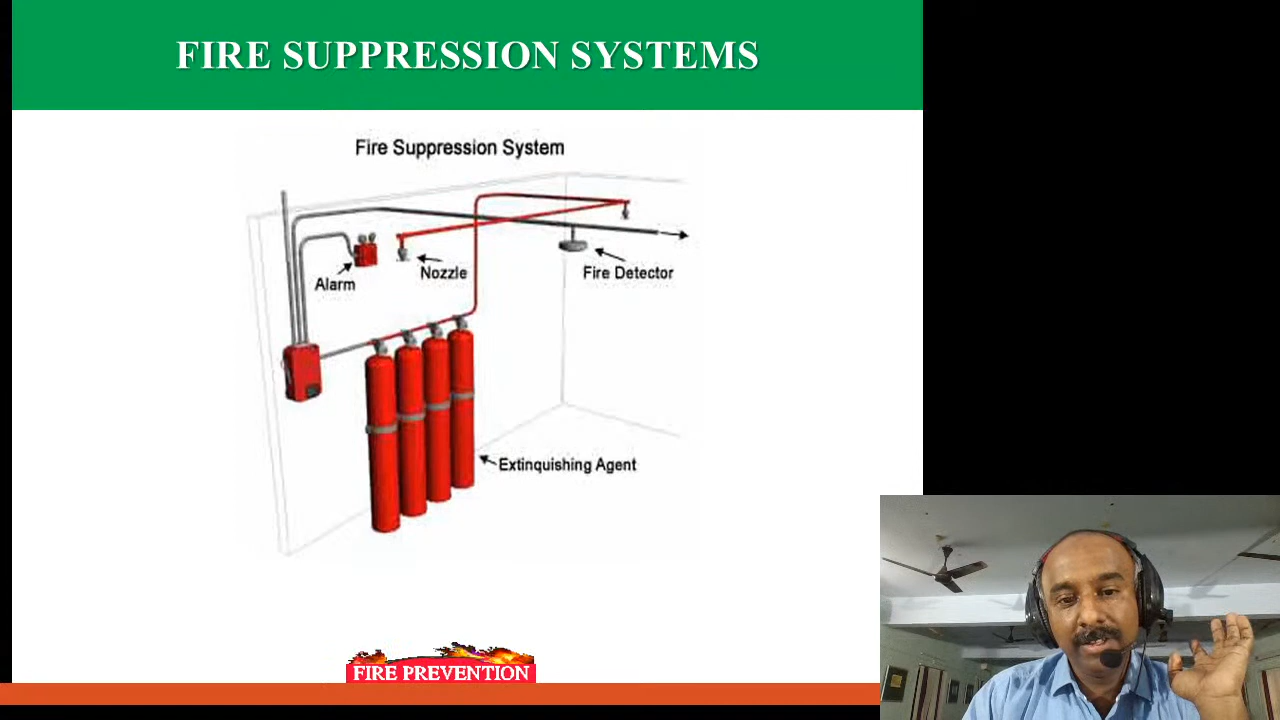 FIRE SUPPRESSION SYSTEMS
Fire Suppression System
Alarm
Nozzle
Fire Detector
Extinquishing Agent
FIRE PREVENTION